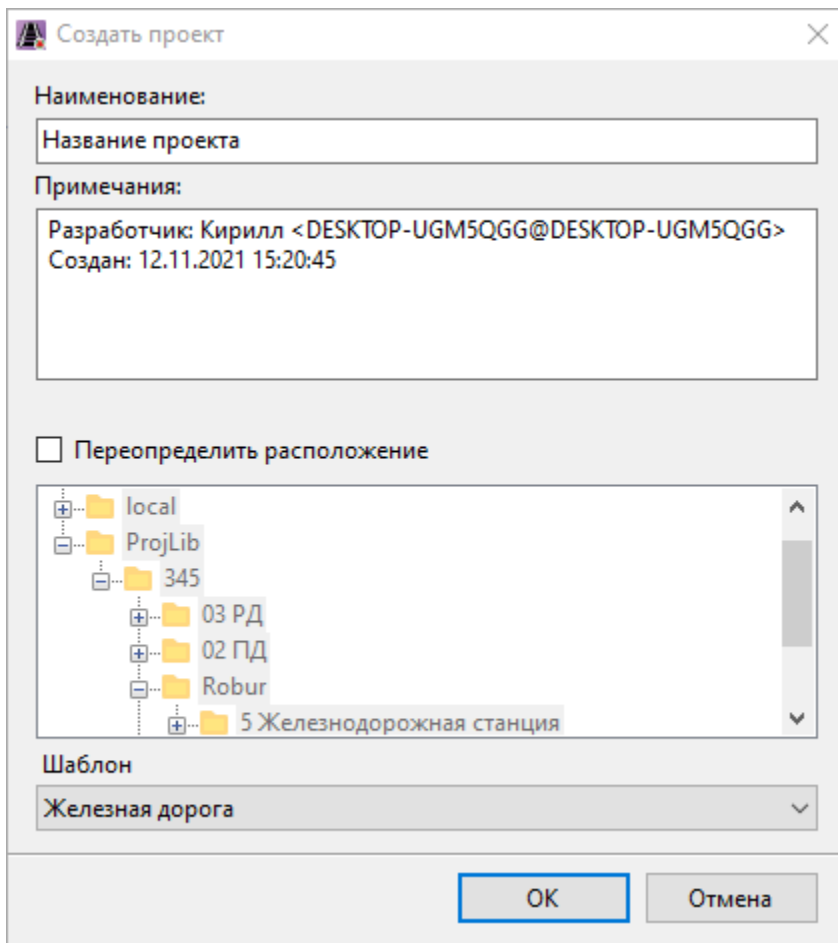 Создать проект
Наименование:
Название проекта
Примечания:
Разработчик: Кирилл <DESKTOP-UGM5QGG@DESKTOP-UGM5QGG>
Создан: 12.11.2021 15:20:45
Переопределить расположение
local
ProjLib
345
03 РД
02 ПД
Robur
5 Железнодорожная станция
Шаблон
Железная дорога
ОК
Отмена